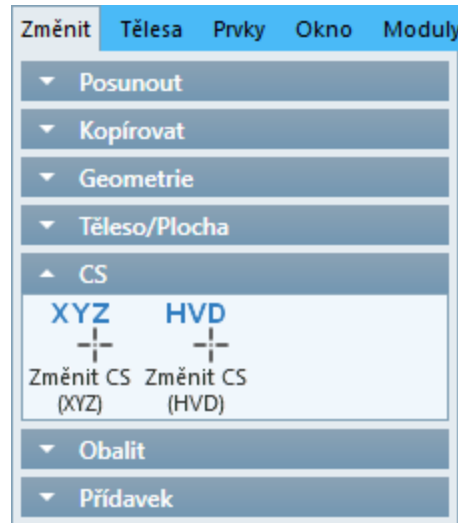 Změnit Tělesa Prvky Okno Moduly
Posunout
Kopírovat
Geometrie
Těleso/Plocha
CS
XYZ HVD
Změnit CS Změnit CS
(XYZ) (HVD)
Obalit
Přídavek